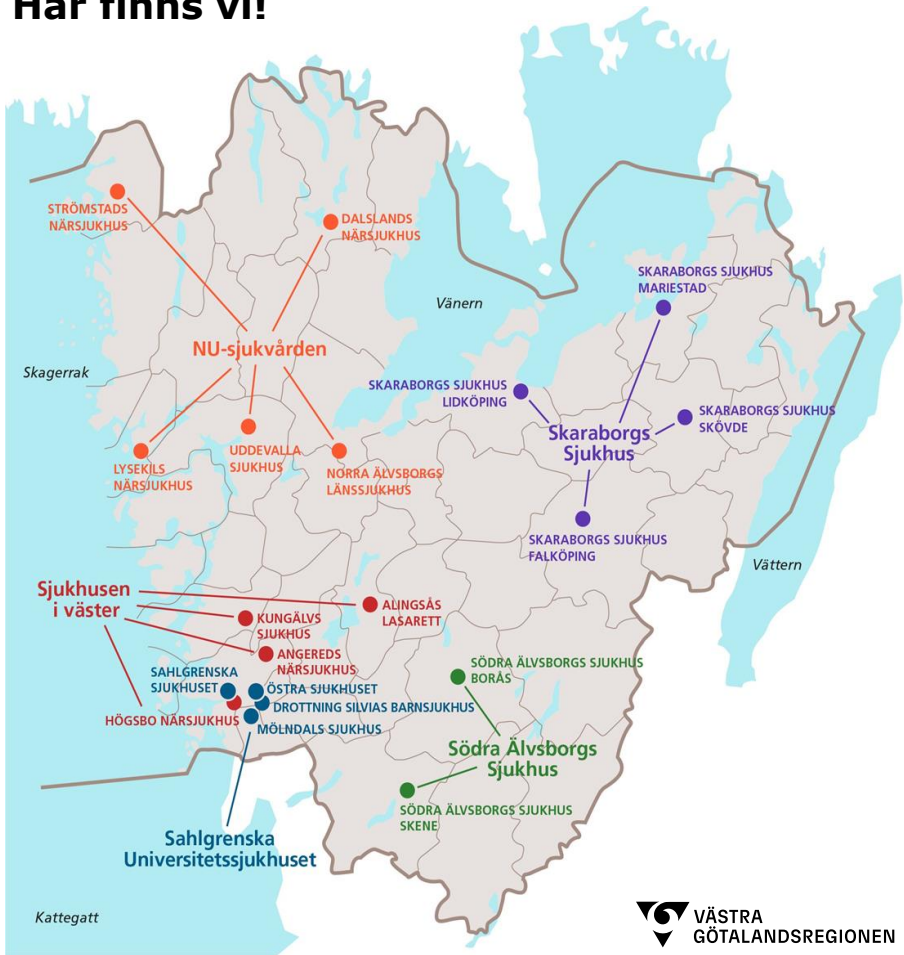 Här finns vi!
STRÖMSTADS
NÄRSJUKHUS
DALSLANDS
NÄRSJUKHUS
SKARABORGS SJUKHUS
MARIESTAD
Vänern
NU-sjukvården
Skagerrak
SKARABORGS SJUKHUS
LIDKÖPING
SKARABORGS SJUKHUS
SKÖVDE
Skaraborgs
Sjukhus
UDDEVALLA
SJUKHUS
LYSEKILS
NÄRSJUKHUS
NORRA ÄLVSBORGS
LÄNSSJUKHUS
SKARABORGS SJUKHUS
FALKÖPING
Vättern
Sjukhusen
i väster
ALINGSÅS
LASARETT
KUNGÄLVS
SJUKHUS
ANGEREDS
NÄRSJUKHUS
SAHLGRENSKA
SJUKHUSET
ÖSTRA SJUKHUSET
DROTTNING SILVIAS BARNSJUKHUS
HÖGSBO NÄRSJUKHUS
MÖLNDALS SJUKHUS
SÖDRA ÄLVSBORGS SJUKHUS
BORÅS
Södra Älvsborgs
Sjukhus
SÖDRA ÄLVSBORGS SJUKHUS
SKENE
Sahlgrenska
Universitetssjukhuset
Kattegatt
VÄSTRA
GÖTALANDSREGIONEN